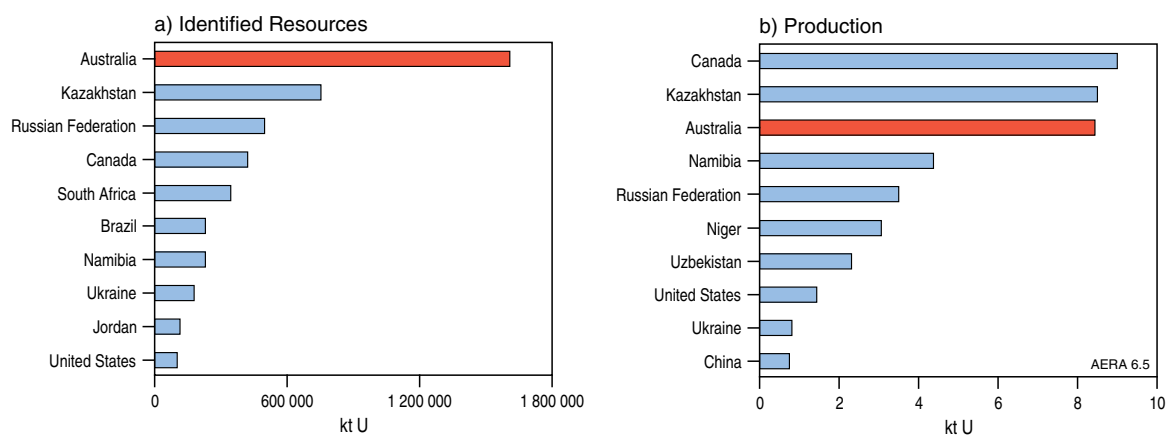 a) Identified Resources
Australia
Kazakhstan
Russian Federation
Canada
South Africa
Brazil
Namibia
Ukraine
Jordan
United States
0
600 000
1 200 000
1 800 000
kt U
b) Production
Canada
Kazakhstan
Australia
Namibia
Russian Federation
Niger
Uzbekistan
United States
Ukraine
China
AERA 6.5
0
2
4
6
8
10
kt U